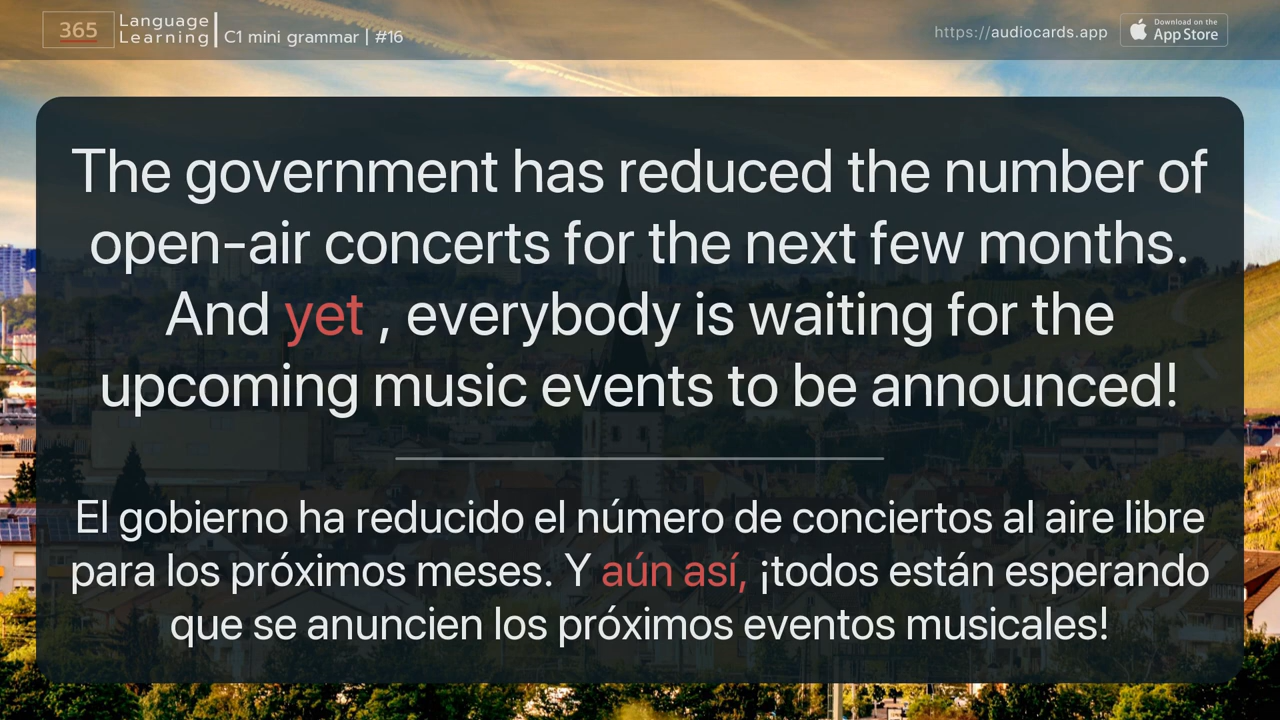 365
Language
Learning
C1 mini grammar | #16
https://audiocards.app
Download on the
App Store
The government has reduced the number of
open-air concerts for the next few months.
And yet , everybody is waiting for the
upcoming music events to be announced!
El gobierno ha reducido el número de conciertos al aire libre
para los próximos meses. Y aún así, ¡todos están esperando
que se anuncien los próximos eventos musicales!